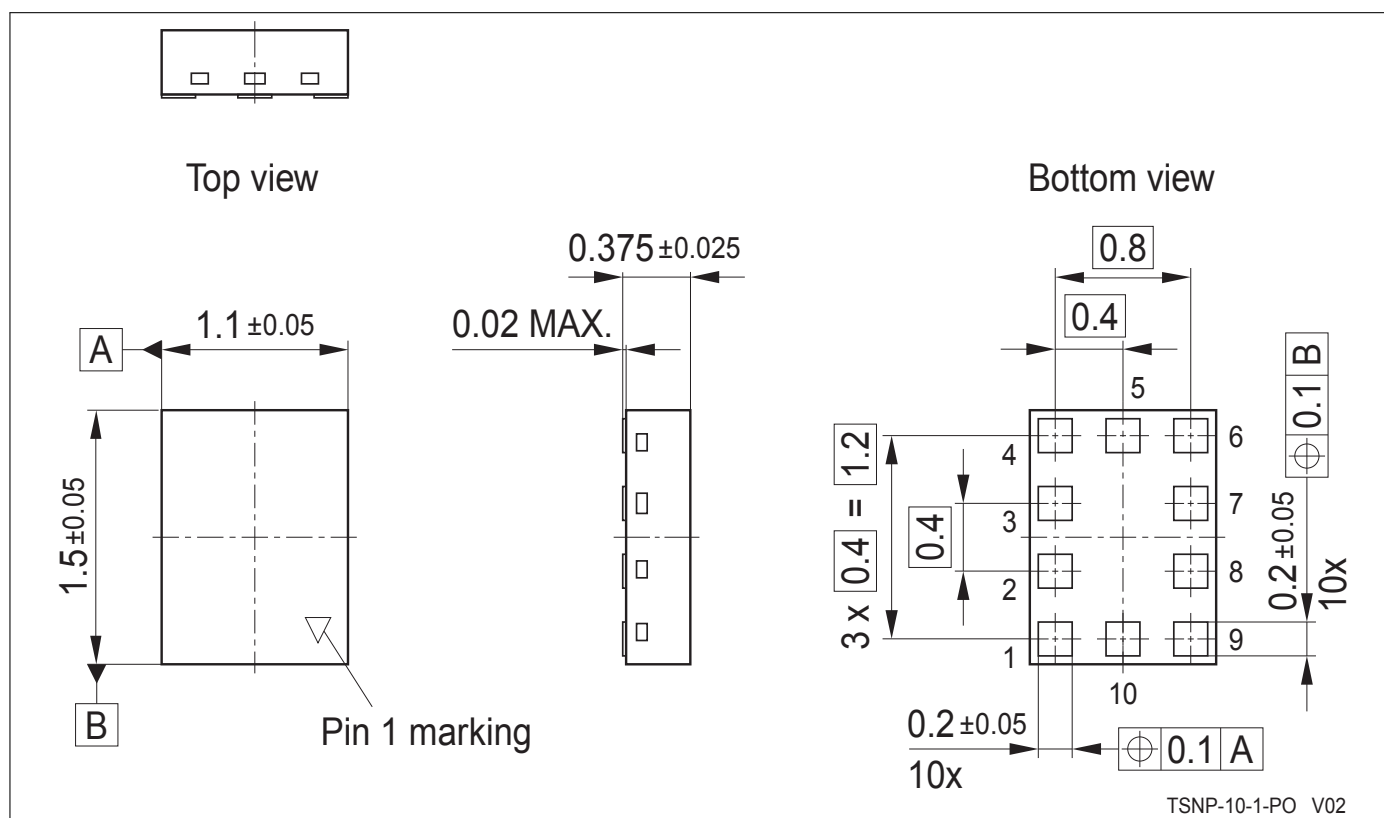 Top view
Bottom view
0.375 ±0.025
0.8
0.02 MAX.
1.1 ±0.05
A
0.4
5
0.1 B
4
6
3
7
2
8
1
9
10
3 x 0.4 = 1.2
0.4
0.2 ±0.05
10x
1.5 ±0.05
B
Pin 1 marking
0.2 ±0.05
10x
0.1 A
TSNP-10-1-PO V02